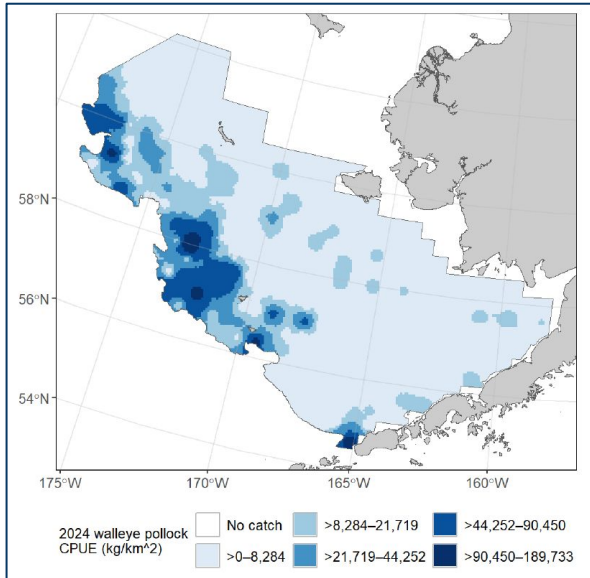 58°N
56°N
54°N
175°W 170°W 165°W 160°W
2024 walleye pollock
CPUE (kg/km^2)
No catch >8,284–21,719 >44,252–90,450
>0–8,284 >21,719–44,252 >90,450–189,733